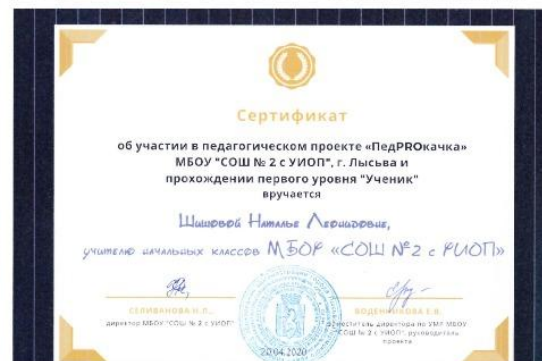 Сертификат
об участии в педагогическом проекте «ПедPROкачка»
МБОУ "СОШ № 2 с УИОП", г. Лысьва и
прохождении первого уровня "Ученик"
вручается
Шишовой Наталье Леонидовне,
учителю начальных классов МБОУ «СОШ №2 с УИОП»
СЕЛИВАНОВА Н.Л.,
директор МБОУ "СОШ № 2 с УИОП"
ВОДЕННИКОВА Е.В.
заместитель директора по УМР МБОУ
"СОШ № 2 с УИОП", руководитель
проекта
20.04.2020